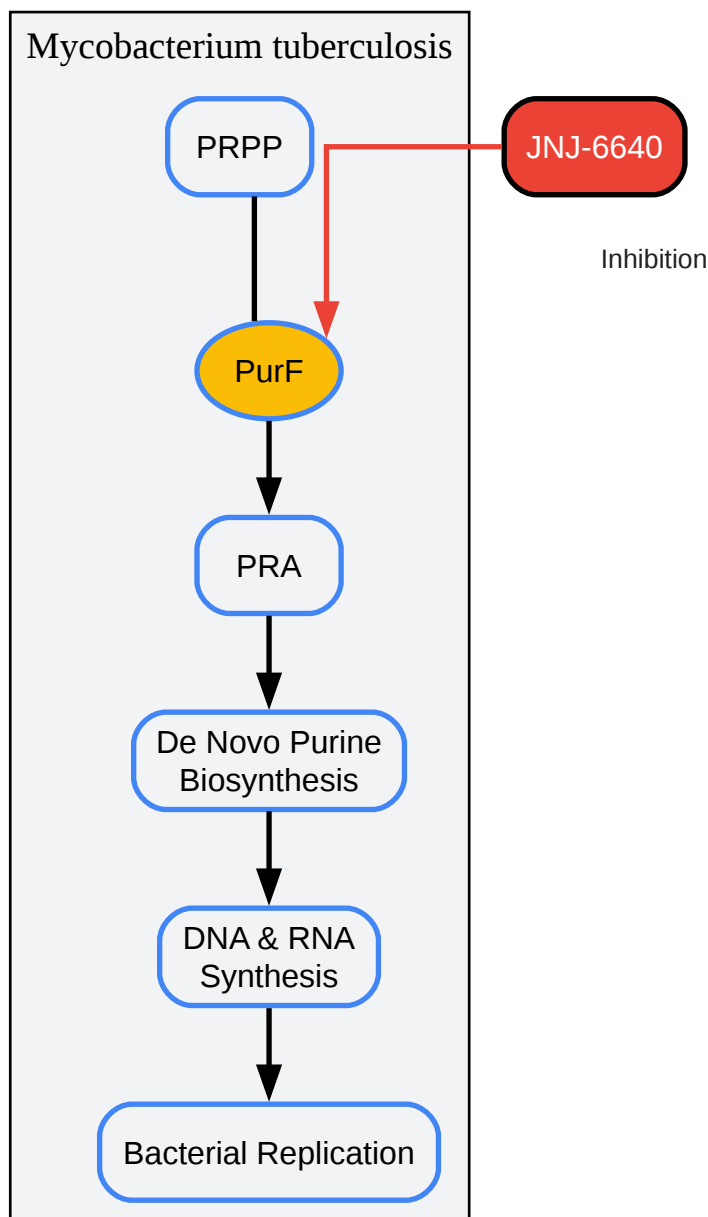 Mycobacterium tuberculosis
PRPP
JNJ-6640
Inhibition
PurF
PRA
De Novo Purine
Biosynthesis
DNA & RNA
Synthesis
Bacterial Replication